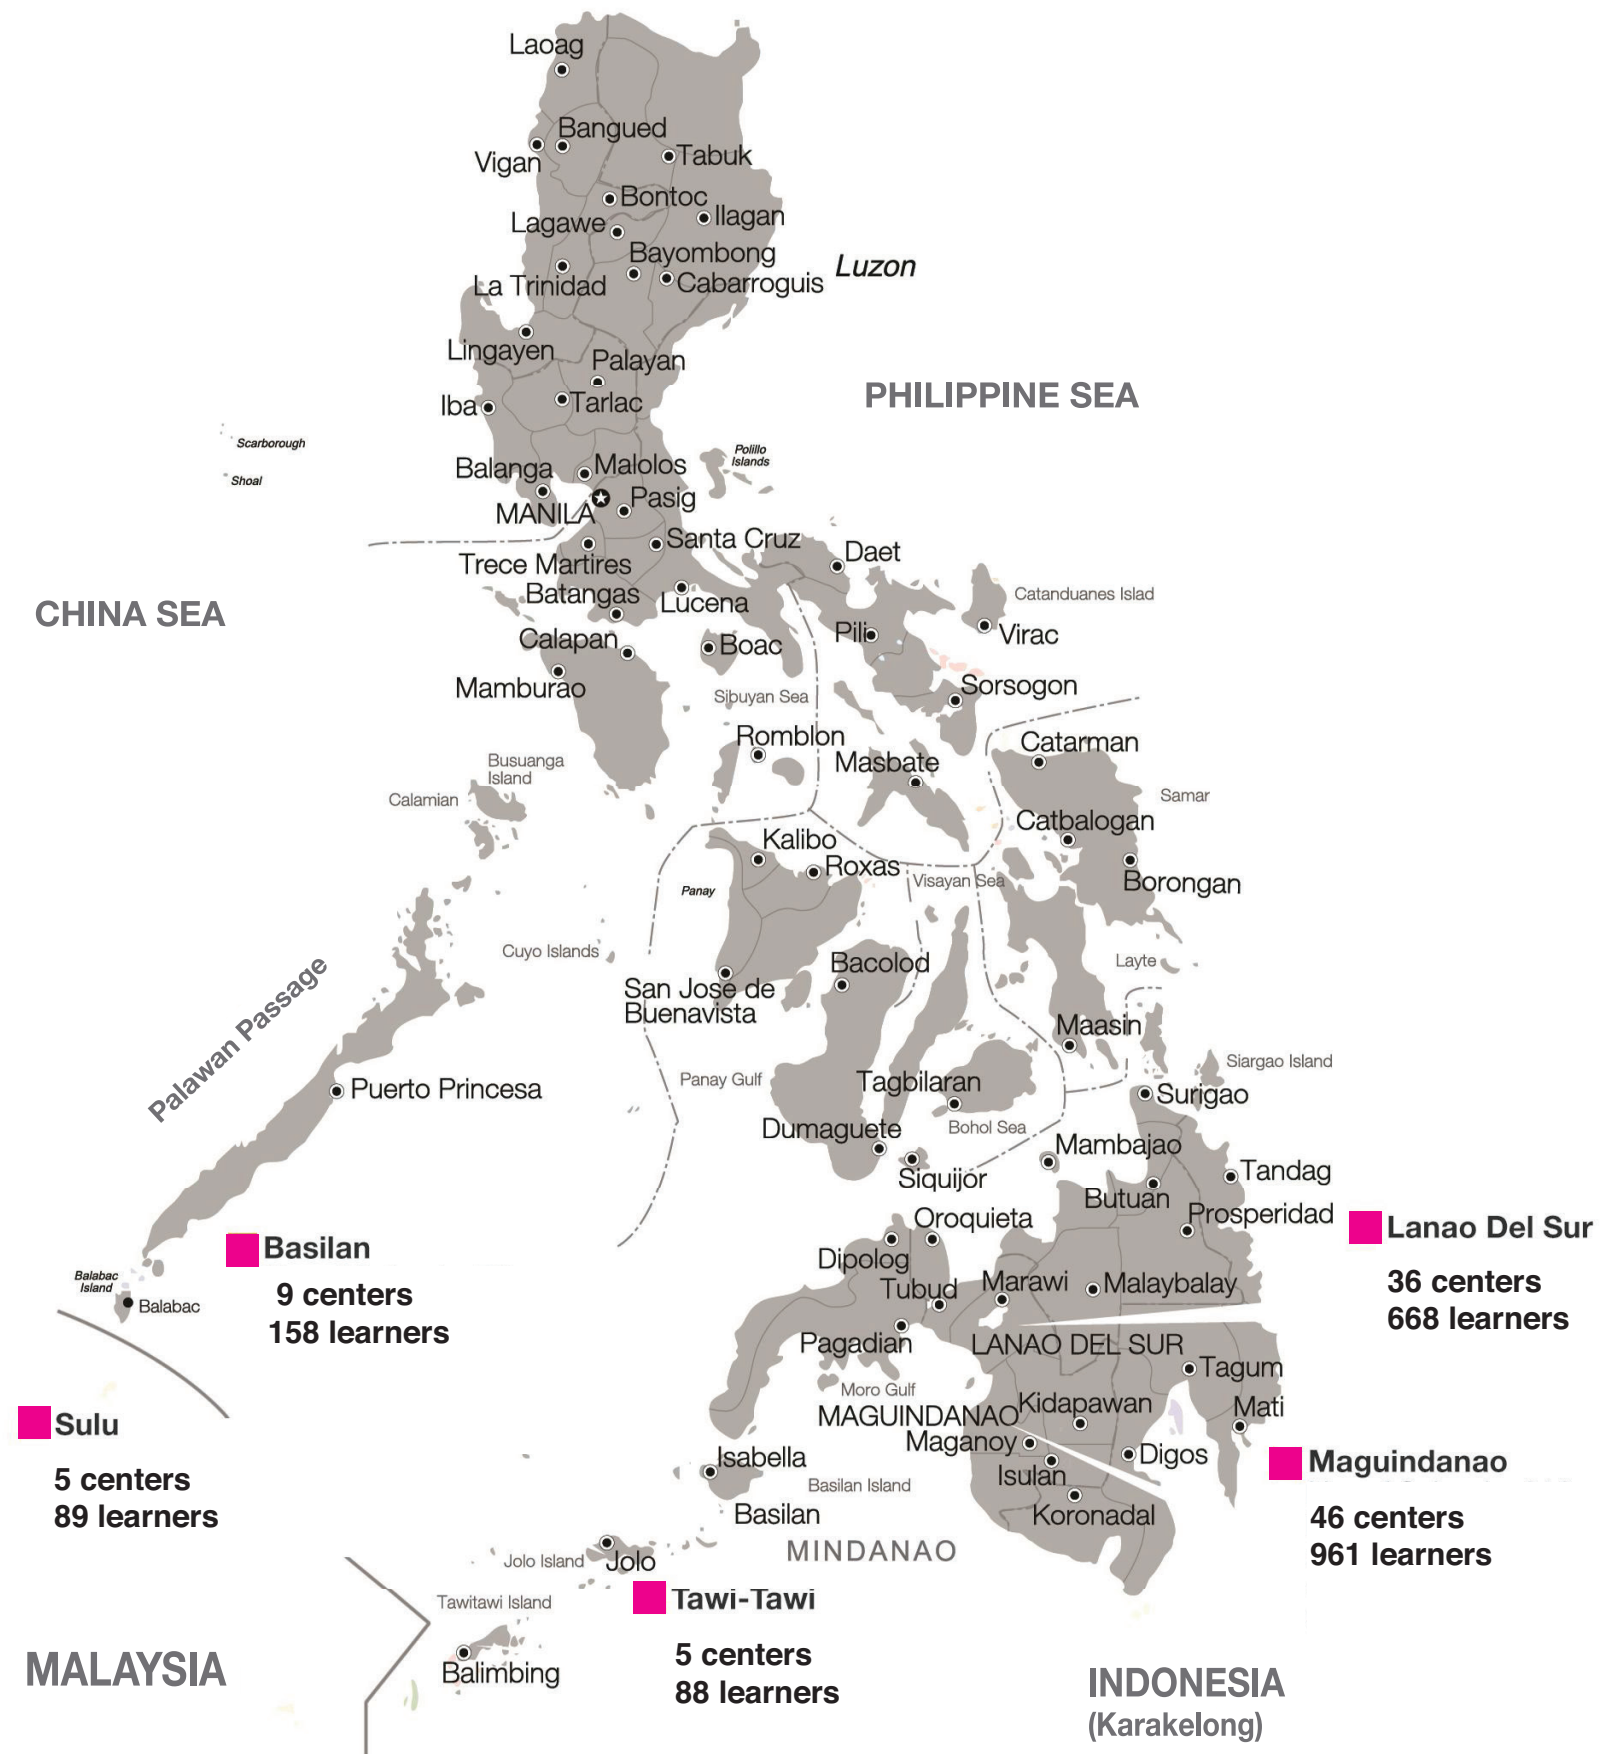 Laoag
Bangued
Vigan
Tabuk
Bontoc
Ilagan
Lagawe
Bayombong
Luzon
La Trinidad
Cabarroguis
Lingayen
Palayan
PHILIPPINE SEA
Iba
Tarlac
Scarborough
Shoal
Polillo
Islands
Balanga
Malolos
MANILA
Pasig
Santa Cruz
Daet
Trece Martires
Batangas
Lucena
Catanduanes Islad
CHINA SEA
Calapan
Boac
Pili
Virac
Mamburao
Sibuyan Sea
Sorsogon
Romblon
Catarman
Masbate
Busuanga
Island
Calamian
Samar
Catbalogan
Kalibo
Roxas
Visayan Sea
Borongan
Panay
Cuyo Islands
Layte
Bacolod
San Jose de
Buenavista
Palawan Passage
Maasin
Siargao Island
Panay Gulf
Tagbilaran
Puerto Princesa
Surigao
Dumaguete
Bohol Sea
Mambajao
Siquijor
Tandag
Butuan
Prosperidad
Oroquieta
Lanao Del Sur
36 centers
668 learners
Basilan
9 centers
158 learners
Dipolog
Balabac
Island
Balabac
Tubud
Marawi
Malaybalay
Pagadian
LANAO DEL SUR
Tagum
Moro Gulf
Kidapawan
MAGUINDANAO
Mati
Sulu
5 centers
89 learners
Maganoy
Digos
Isabella
Isulan
Maguindanao
46 centers
961 learners
Basilan Island
Basilan
Koronadal
MINDANAO
Jolo Island
Jolo
Tawitawi Island
Tawi-Tawi
5 centers
88 learners
Balimbing
MALAYSIA
INDONESIA
(Karakelong)